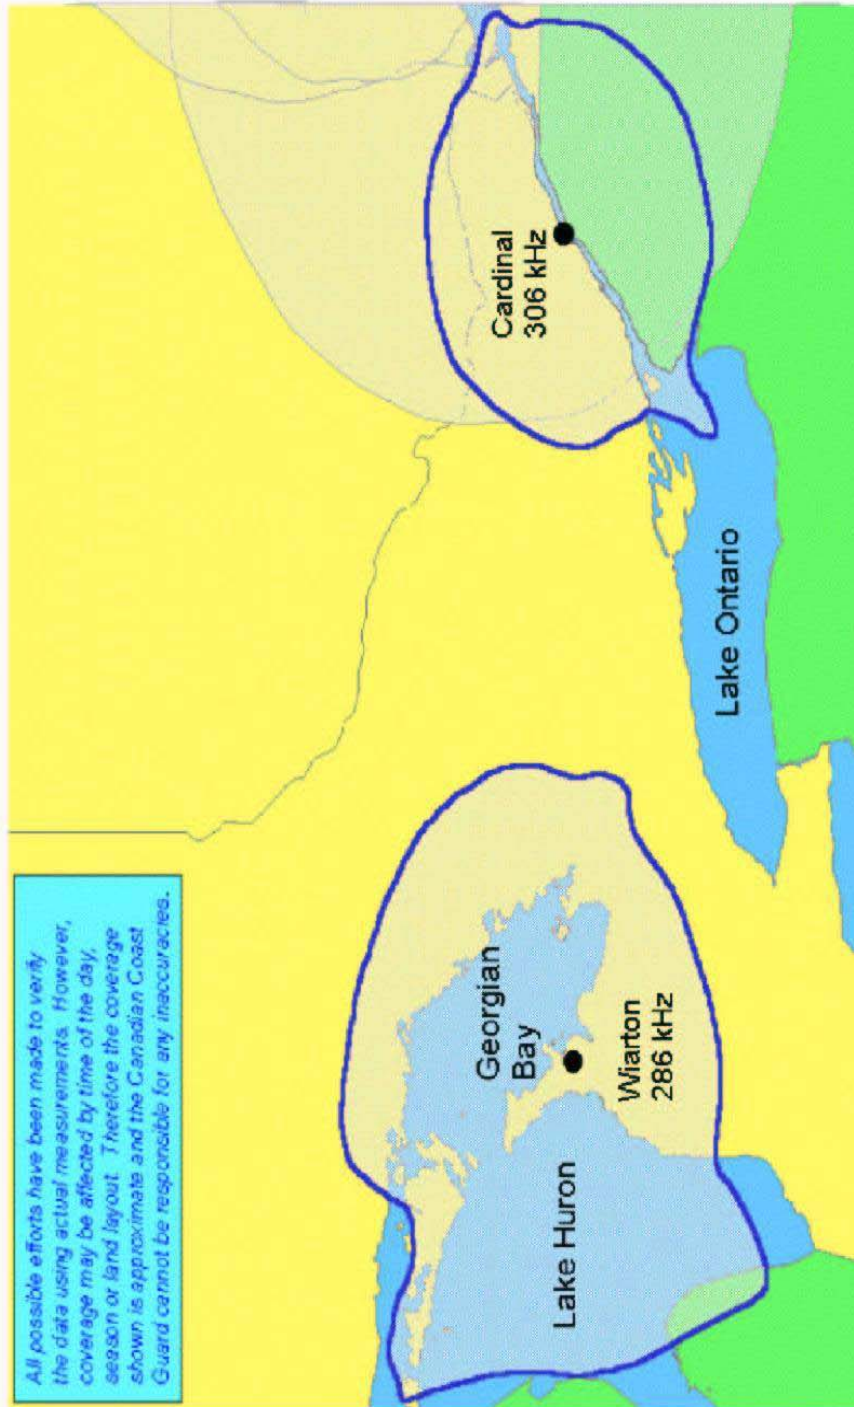 All possible efforts have been made to verify
the data using actual measurements. However,
coverage may be affected by time of the day,
season or land layout. Therefore the coverage
shown is approximate and the Canadian Coast
Guard cannot be responsible for any inaccuracies.
Georgian
Bay
Lake Huron
Wiarton
286 kHz
Cardinal
306 kHz
Lake Ontario